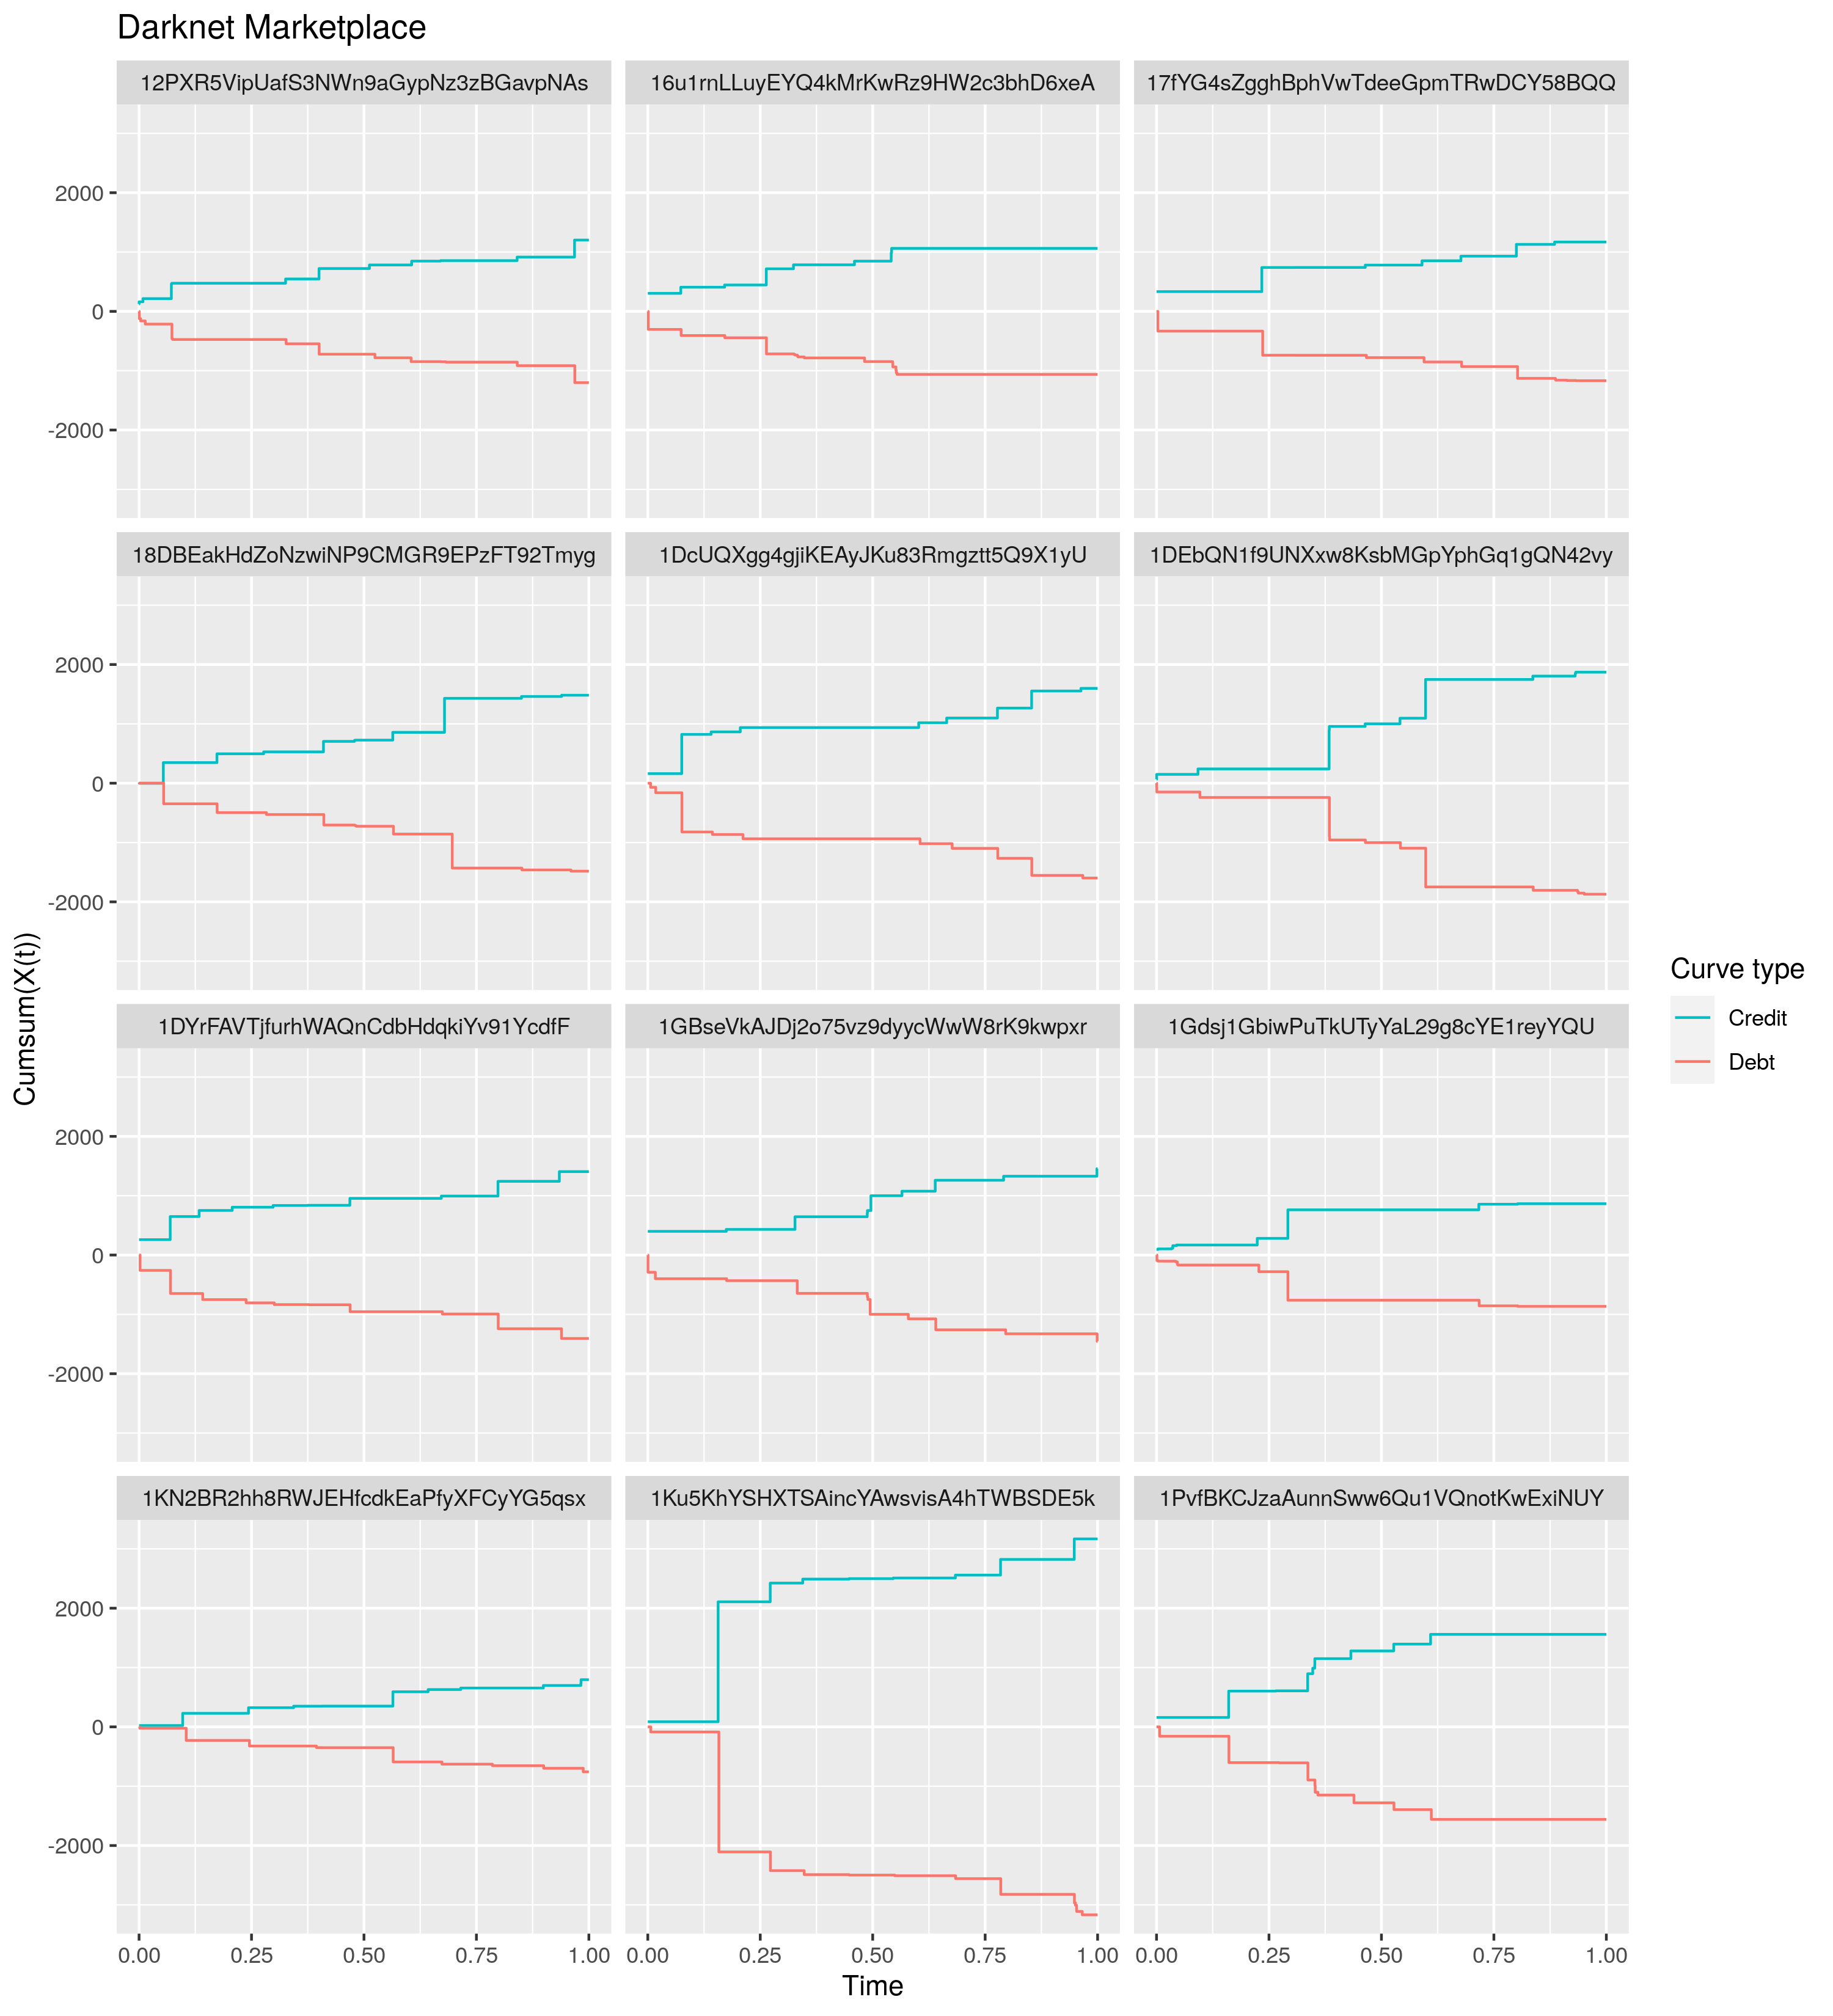 Darknet Marketplace
12PXR5VipUafS3NWn9aGypNz3zBGavpNAs
16u1rnLLuyEYQ4kMrKwRz9HW2c3bhD6xeA
17fYG4sZgghBphVwTdeeGpmTRwDCY58BQQ
2000
0
-2000
18DBEakHdZoNzwiNP9CMGR9EPzFT92Tmyg
1DcUQXgg4gjiKEAyJKu83Rmgztt5Q9X1yU
1DEbQN1f9UNXxw8KsbMGpYphGq1gQN42vy
2000
0
-2000
Cumsum(X(t))
1DYrFAVTjfurhWAQnCdbHdqkiYv91YcdfF
1GBseVkAJDj2o75vz9dyycWwW8rK9kwpxr
1Gdsj1GbiwPuTkUTyYaL29g8cYE1reyYQU
2000
0
-2000
1KN2BR2hh8RWJEHfcdkEaPfyXFCyYG5qsx
1Ku5KhYSHXTSAincYAwsvisA4hTWBSDE5k
1PvfBKCJzaAunnSww6Qu1VQnotKwExiNUY
2000
0
-2000
0.00 0.25 0.50 0.75 1.00
0.00 0.25 0.50 0.75 1.00
0.00 0.25 0.50 0.75 1.00
Time
Curve type
Credit
Debt